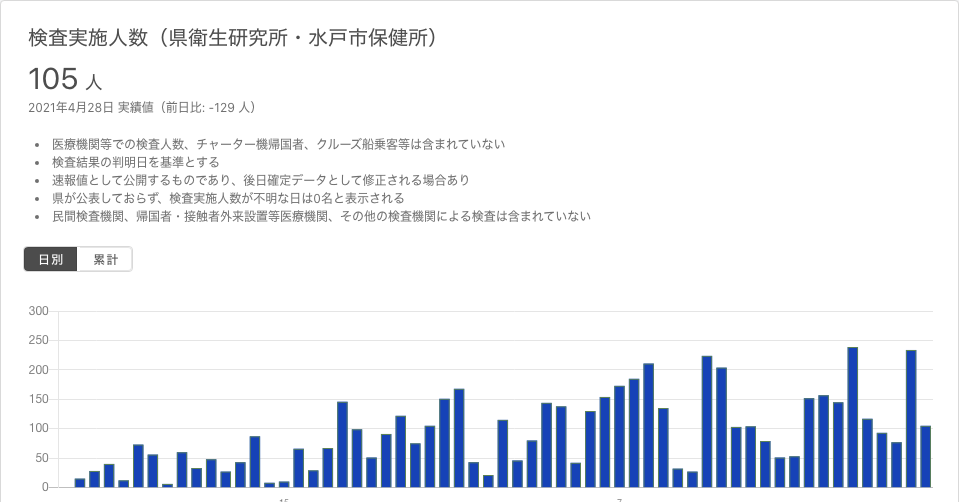 検査実施人数（県衛生研究所・水戸市保健所）
105 人
2021年4月28日 実績値（前日比: -129 人）
• 医療機関等での検査人数、チャーター機帰国者、クルーズ船乗客等は含まれていない
• 検査結果の判明日を基準とする
• 速報値として公開するものであり、後日確定データとして修正される場合あり
• 県が公表しておらず、検査実施人数が不明な日は0名と表示される
• 民間検査機関、帰国者・接触者外来設置等医療機関、その他の検査機関による検査は含まれていない
日別 累計
300
250
200
150
100
50
0